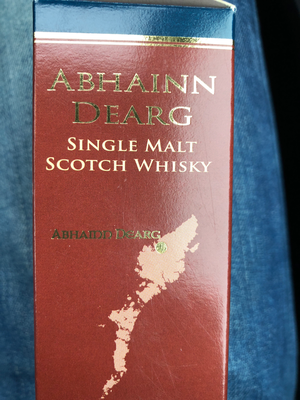 ABHAINN
DEARG
SINGLE MALT
SCOTCH WHISKY
ABHAINN DEARG